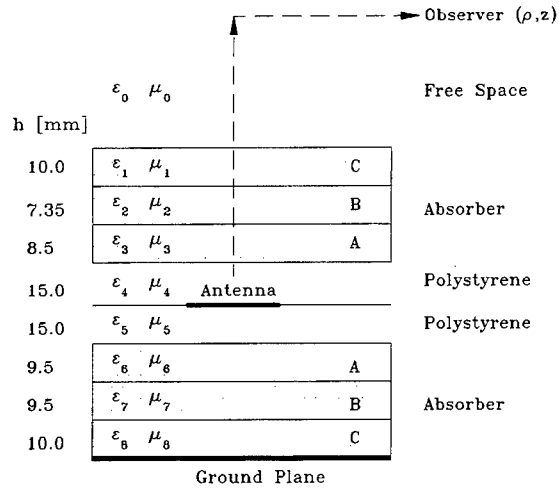 Observer (ρ,z)
ε₀ μ₀ Free Space
h [mm]
10.0 ε₁ μ₁ C
7.35 ε₂ μ₂ B Absorber
8.5 ε₃ μ₃ A
15.0 ε₄ μ₄ Antenna Polystyrene
15.0 ε₅ μ₅ Polystyrene
9.5 ε₆ μ₆ A
9.5 ε₇ μ₇ B Absorber
10.0 ε₈ μ₈ C
Ground Plane